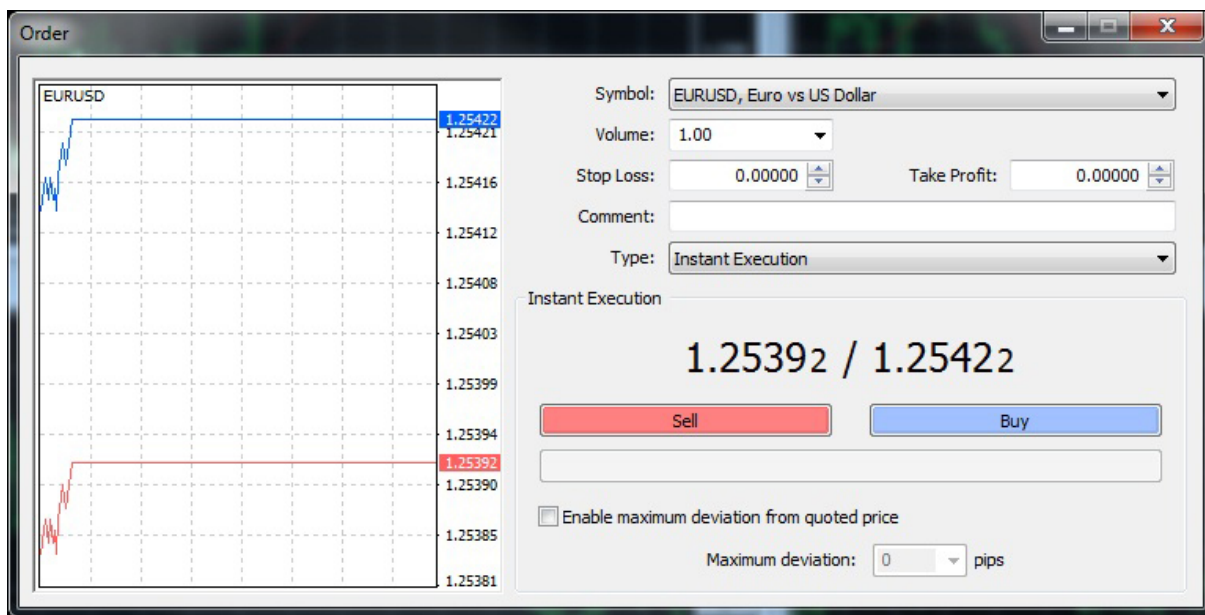 Order
EURUSD
1.25422
1.25421
1.25416
1.25412
1.25408
1.25403
1.25399
1.25394
1.25392
1.25390
1.25385
1.25381
Symbol: EURUSD, Euro vs US Dollar
Volume: 1.00
Stop Loss: 0.00000 Take Profit: 0.00000
Comment:
Type: Instant Execution
Instant Execution
1.25392 / 1.25422
Sell Buy
Enable maximum deviation from quoted price
Maximum deviation: 0 pips